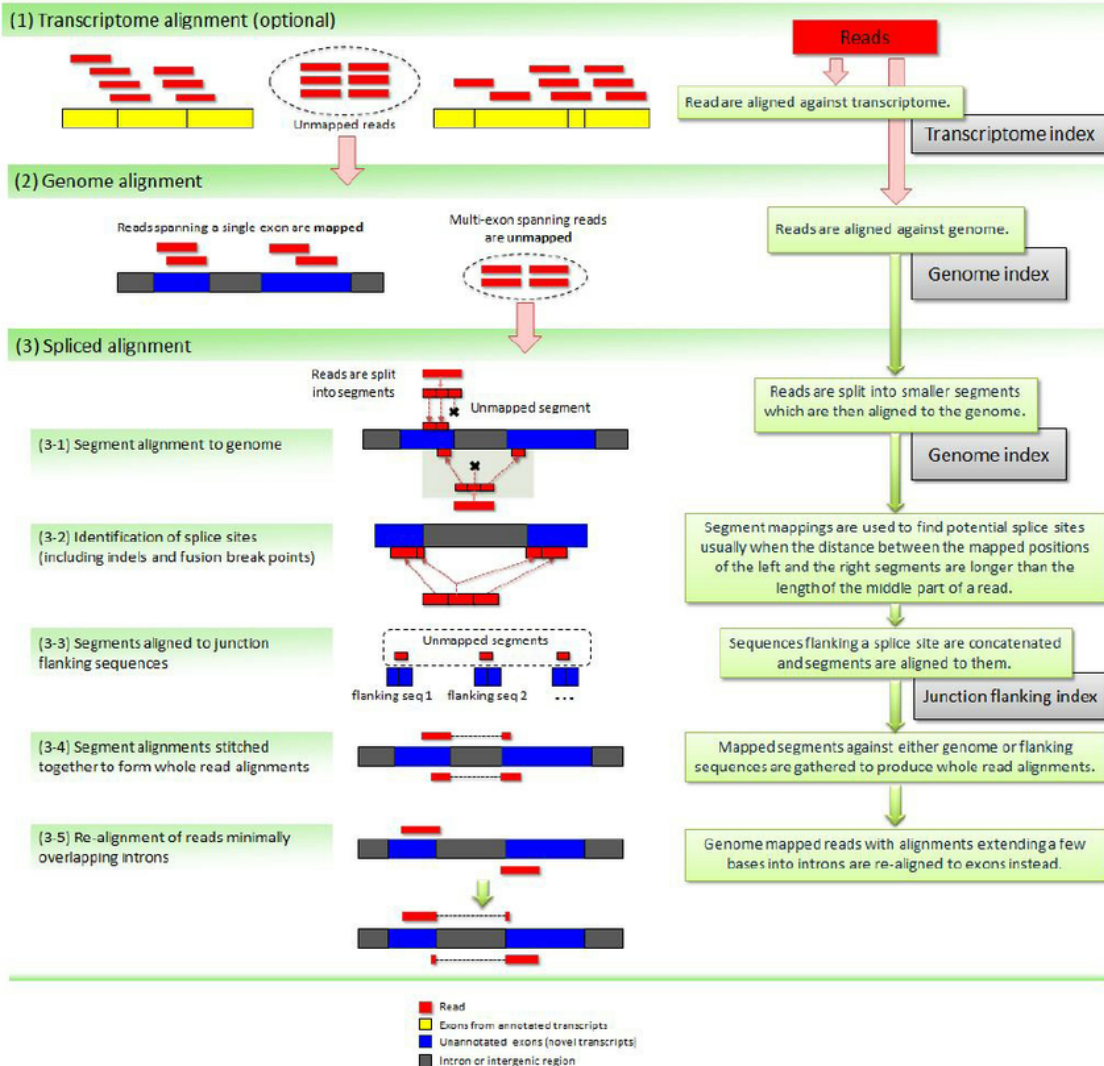 (1) Transcriptome alignment (optional)
Reads
Unmapped reads
Read are aligned against transcriptome.
Transcriptome index
(2) Genome alignment
Reads spanning a single exon are mapped
Multi-exon spanning reads
are unmapped
Reads are aligned against genome.
Genome index
(3) Spliced alignment
Reads are split
into segments
Unmapped segment
(3-1) Segment alignment to genome
Reads are split into smaller segments
which are then aligned to the genome.
Genome index
(3-2) Identification of splice sites
(including indels and fusion break points)
Segment mappings are used to find potential splice sites
usually when the distance between the mapped positions
of the left and the right segments are longer than the
length of the middle part of a read.
(3-3) Segments aligned to junction
flanking sequences
Unmapped segments
flanking seq 1
flanking seq 2
...
Sequences flanking a splice site are concatenated
and segments are aligned to them.
Junction flanking index
(3-4) Segment alignments stitched
together to form whole read alignments
Mapped segments against either genome or flanking
sequences are gathered to produce whole read alignments.
(3-5) Re-alignment of reads minimally
overlapping introns
Genome mapped reads with alignments extending a few
bases into introns are re-aligned to exons instead.
Read
Exons from annotated transcripts
Unannotated exons (novel transcripts)
Intron or intergenic region